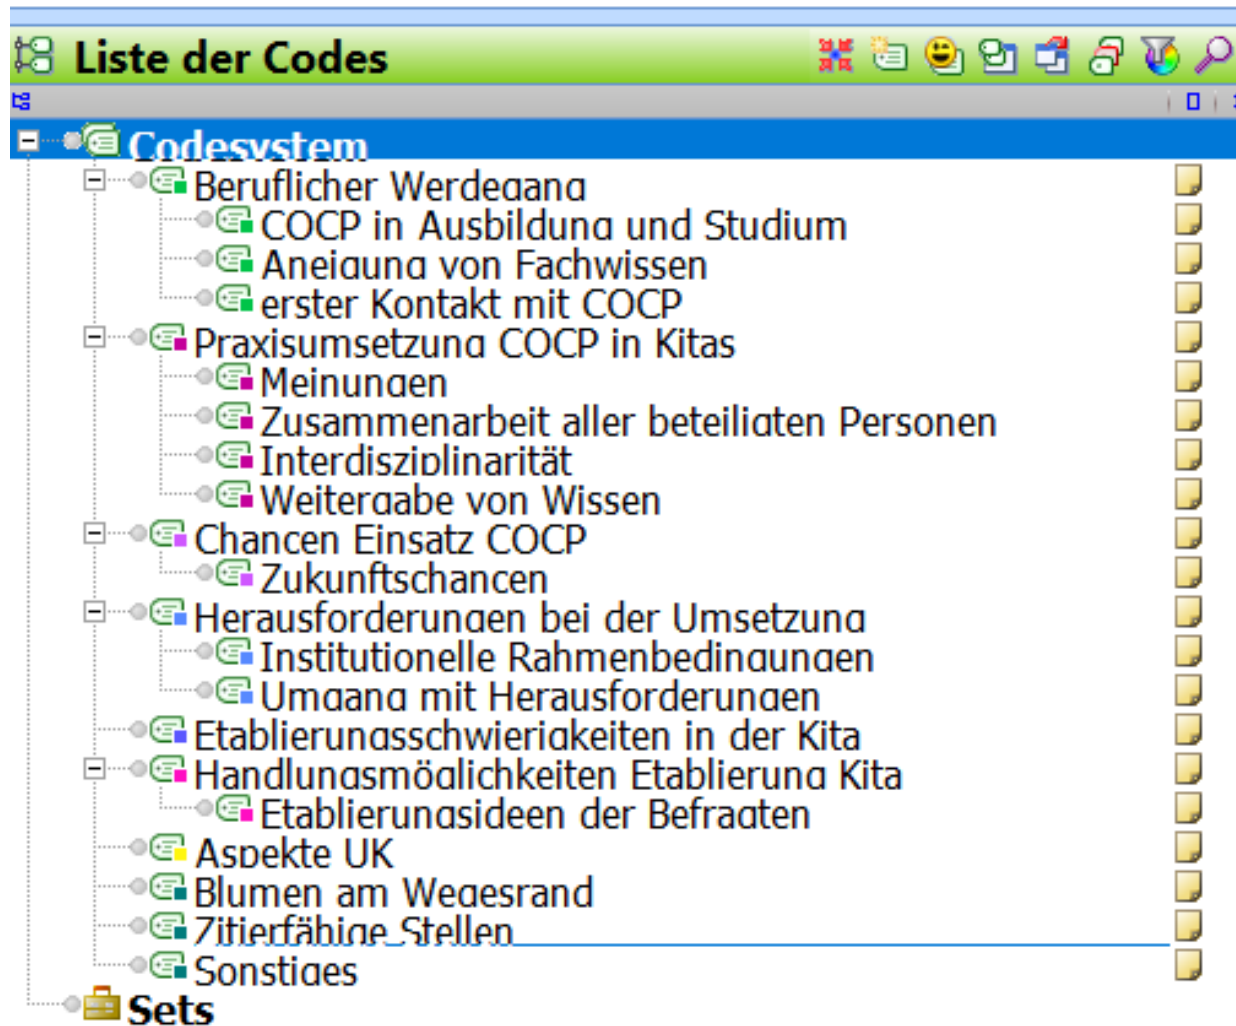 Liste der Codes
Codesystem
Beruflicher Werdegang
COCP in Ausbildung und Studium
Aneignung von Fachwissen
erster Kontakt mit COCP
Praxisumsetzung COCP in Kitas
Meinungen
Zusammenarbeit aller beteiligten Personen
Interdisziplinarität
Weitergabe von Wissen
Chancen Einsatz COCP
Zukunftschancen
Herausforderungen bei der Umsetzung
Institutionelle Rahmenbedingungen
Umgang mit Herausforderungen
Etablierungsschwierigkeiten in der Kita
Handlungsmöglichkeiten Etablierung Kita
Etablierungsideen der Befragten
Aspekte UK
Blumen am Wegesrand
Zitierfähige Stellen
Sonstiges
Sets